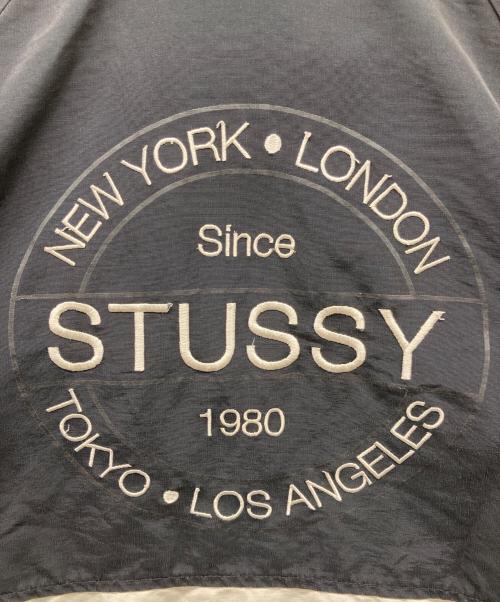 NEW YORK • LONDON
Since
STUSSY
1980
TOKYO • LOS ANGELES